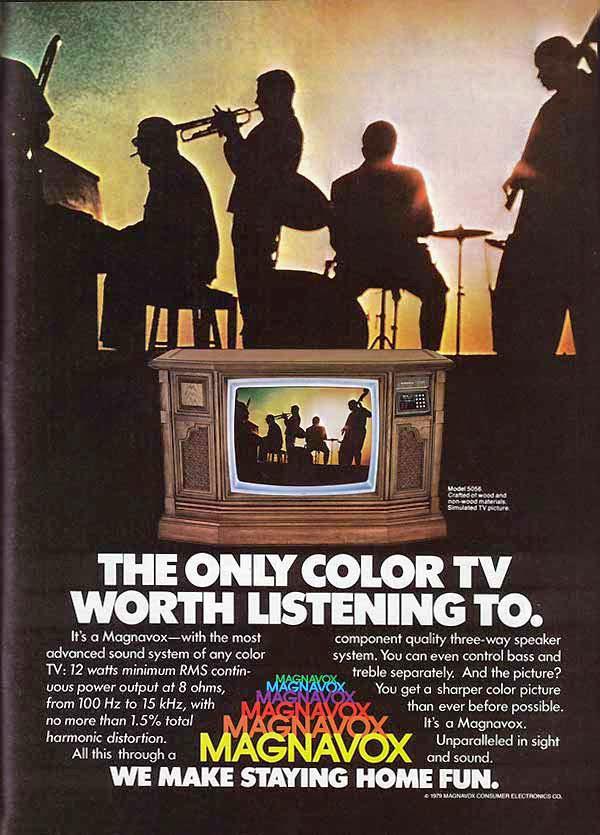 Model 5056
Crafted of wood and
non-wood materials.
Simulated TV picture.
THE ONLY COLOR TV
WORTH LISTENING TO.
It's a Magnavox—with the most
advanced sound system of any color
TV: 12 watts minimum RMS contin-
uous power output at 8 ohms,
from 100 Hz to 15 kHz, with
no more than 1.5% total
harmonic distortion.
All this through a
component quality three-way speaker
system. You can even control bass and
treble separately. And the picture?
You get a sharper color picture
than ever before possible.
It's a Magnavox.
Unparalleled in sight
and sound.
MAGNAVOX
MAGNAVOX
MAGNAVOX
MAGNAVOX
MAGNAVOX
MAGNAVOX
WE MAKE STAYING HOME FUN.
© 1979 MAGNAVOX CONSUMER ELECTRONICS CO.